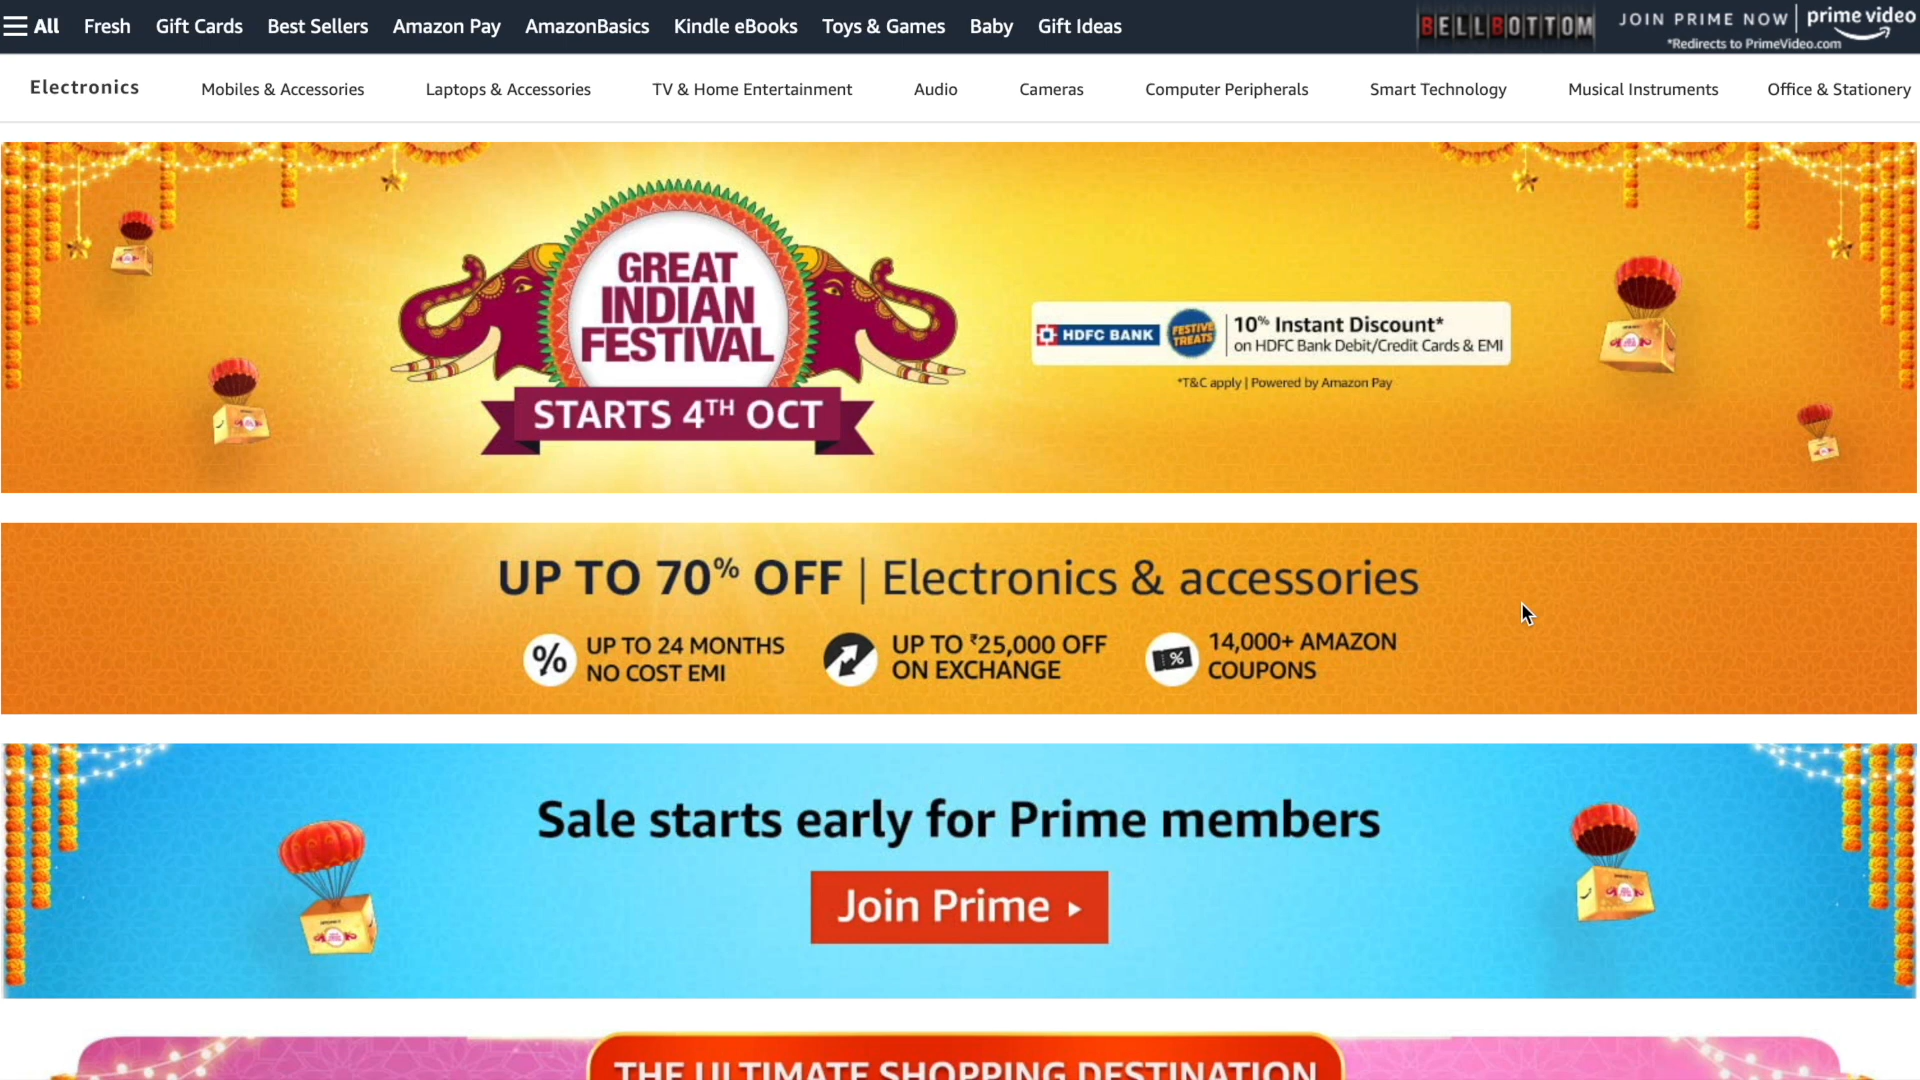 All Fresh Gift Cards Best Sellers Amazon Pay AmazonBasics Kindle eBooks Toys & Games Baby Gift Ideas
BELLBOTTOM JOIN PRIME NOW prime video
*Redirects to PrimeVideo.com
Electronics Mobiles & Accessories Laptops & Accessories TV & Home Entertainment Audio Cameras Computer Peripherals Smart Technology Musical Instruments Office & Stationery
GREAT
INDIAN
FESTIVAL
STARTS 4TH OCT
HDFC BANK
FESTIVE
TREATS
10% Instant Discount*
on HDFC Bank Debit/Credit Cards & EMI
*T&C apply | Powered by Amazon Pay
UP TO 70% OFF | Electronics & accessories
UP TO 24 MONTHS
NO COST EMI
UP TO ₹25,000 OFF
ON EXCHANGE
14,000+ AMAZON
COUPONS
Sale starts early for Prime members
Join Prime
THE ULTIMATE SHOPPING DESTINATION